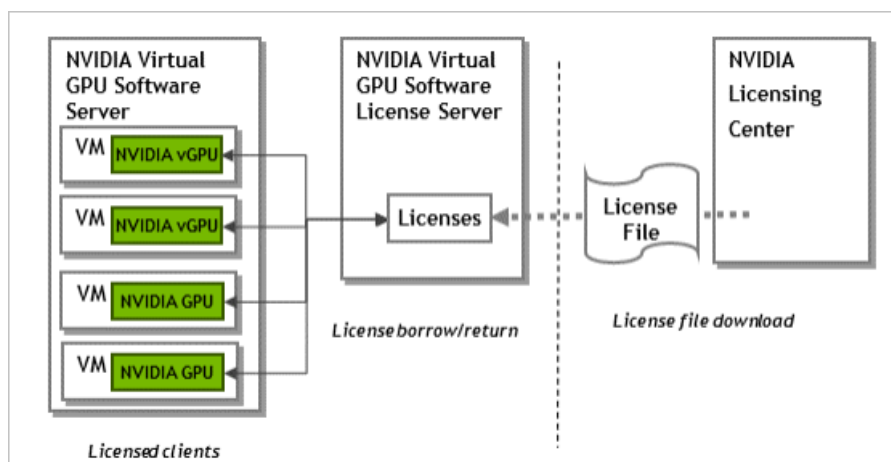 NVIDIA Virtual
GPU Software
Server
VM
NVIDIA vGPU
VM
NVIDIA vGPU
VM
NVIDIA GPU
VM
NVIDIA GPU
Licensed clients
NVIDIA Virtual
GPU Software
License Server
Licenses
License borrow/return
License
File
License file download
NVIDIA
Licensing
Center